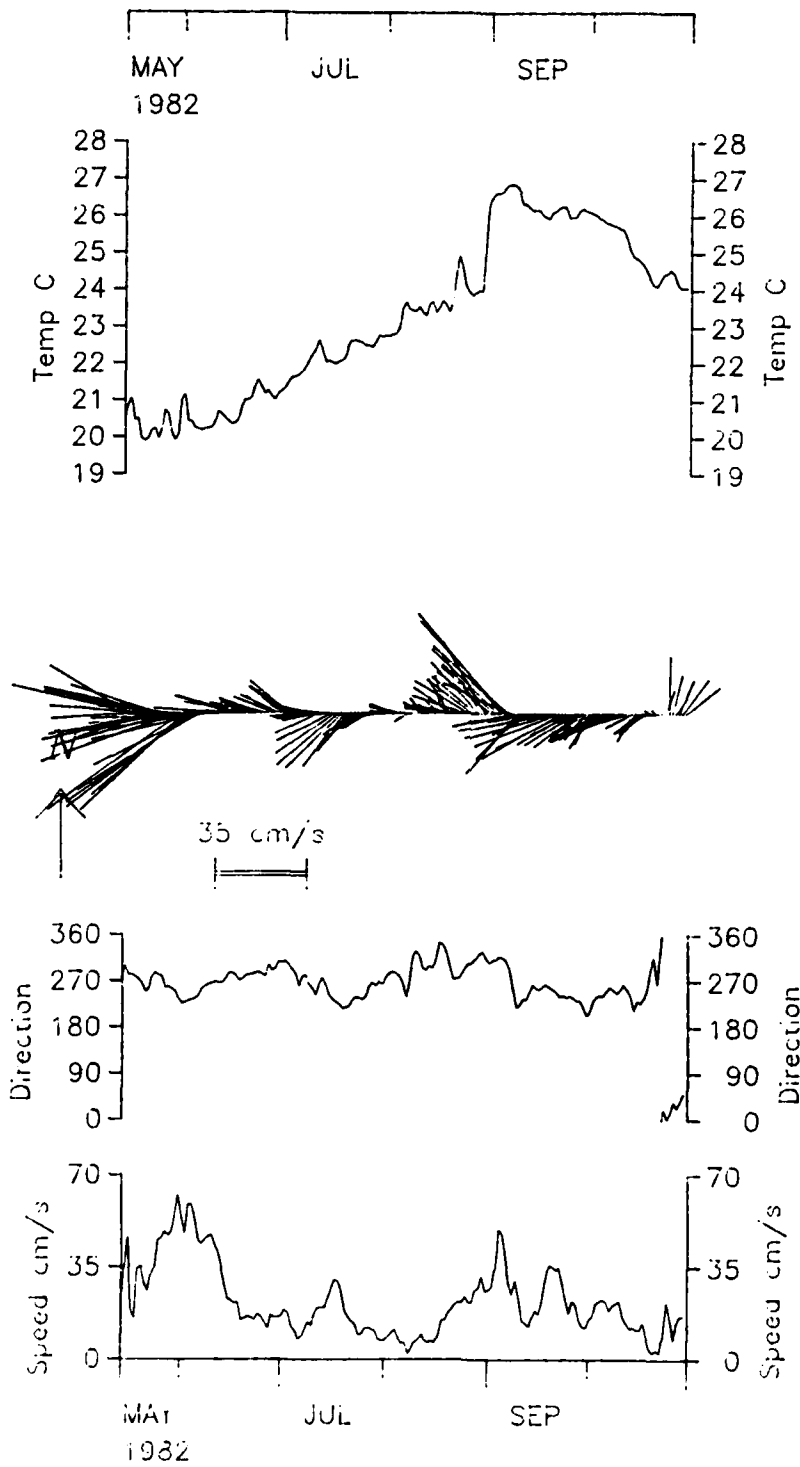 MAY JUL SEP
1982
28 28
27 27
26 26
25 25
24 24
23 23
22 22
21 21
20 20
19 19
Temp C Temp C
N
35 cm/s
360 360
270 270
180 180
90 90
0 0
Direction Direction
70 70
35 35
0 0
Speed cm/s Speed cm/s
MAY JUL SEP
1982